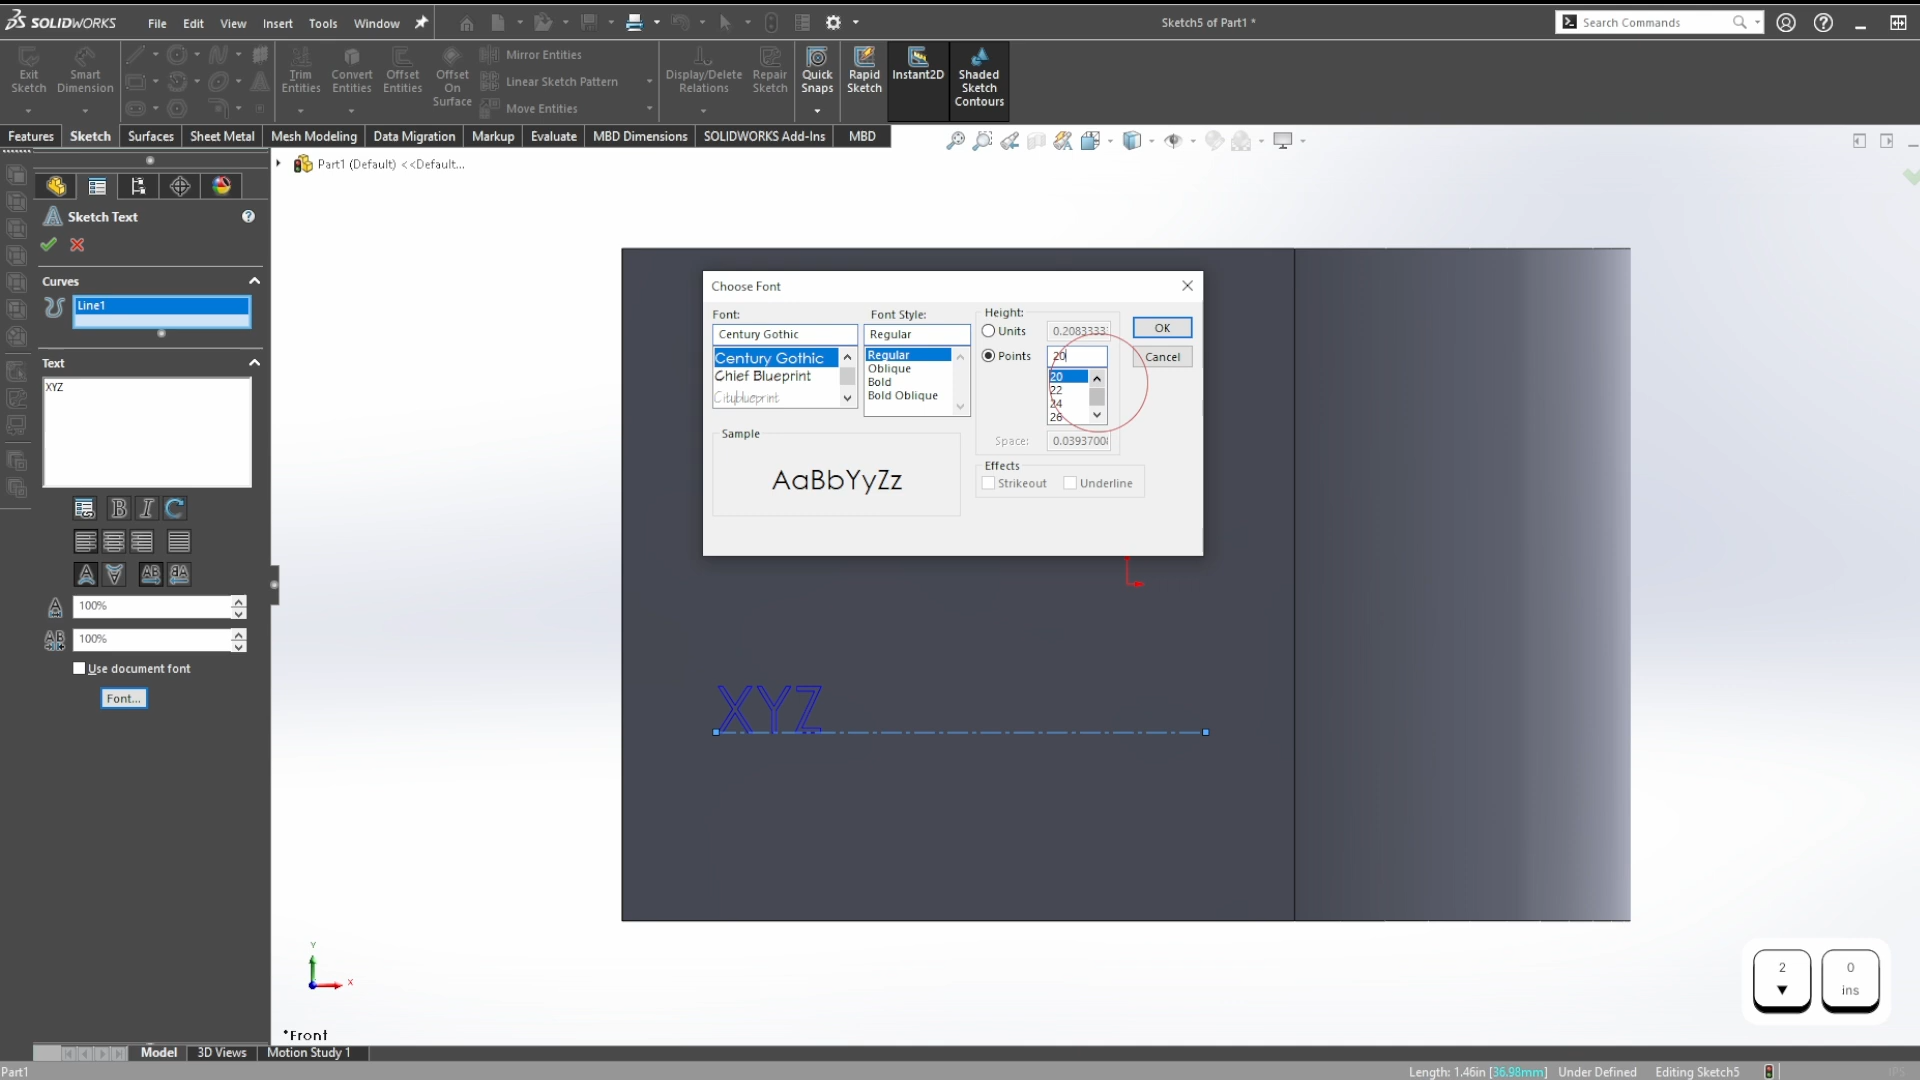 SOLIDWORKS File Edit View Insert Tools Window Sketch5 of Part1 * Search Commands
Exit Sketch
Smart Dimension
Trim Entities
Convert Entities
Offset Entities
Offset On Surface
Mirror Entities
Linear Sketch Pattern
Move Entities
Display/Delete Relations
Repair Sketch
Quick Snaps
Rapid Sketch
Instant2D
Shaded Sketch Contours
Features Sketch Surfaces Sheet Metal Mesh Modeling Data Migration Markup Evaluate MBD Dimensions SOLIDWORKS Add-Ins MBD
Part1 (Default) <<Default...
Sketch Text
Curves
Line1
Text
XYZ
100%
100%
Use document font
Font...
Choose Font
Font:
Century Gothic
Century Gothic
Chief Blueprint
Cityblueprint
Font Style:
Regular
Regular
Oblique
Bold
Bold Oblique
Height:
Units 0.2083333
Points 20
20
22
24
26
Space: 0.0393700
OK
Cancel
Sample
AaBbYyZz
Effects
Strikeout Underline
XYZ
Y
X
*Front
2
0
ins
Model 3D Views Motion Study 1
Part1 Length: 1.46in [36.98mm] Under Defined Editing Sketch5 IPS